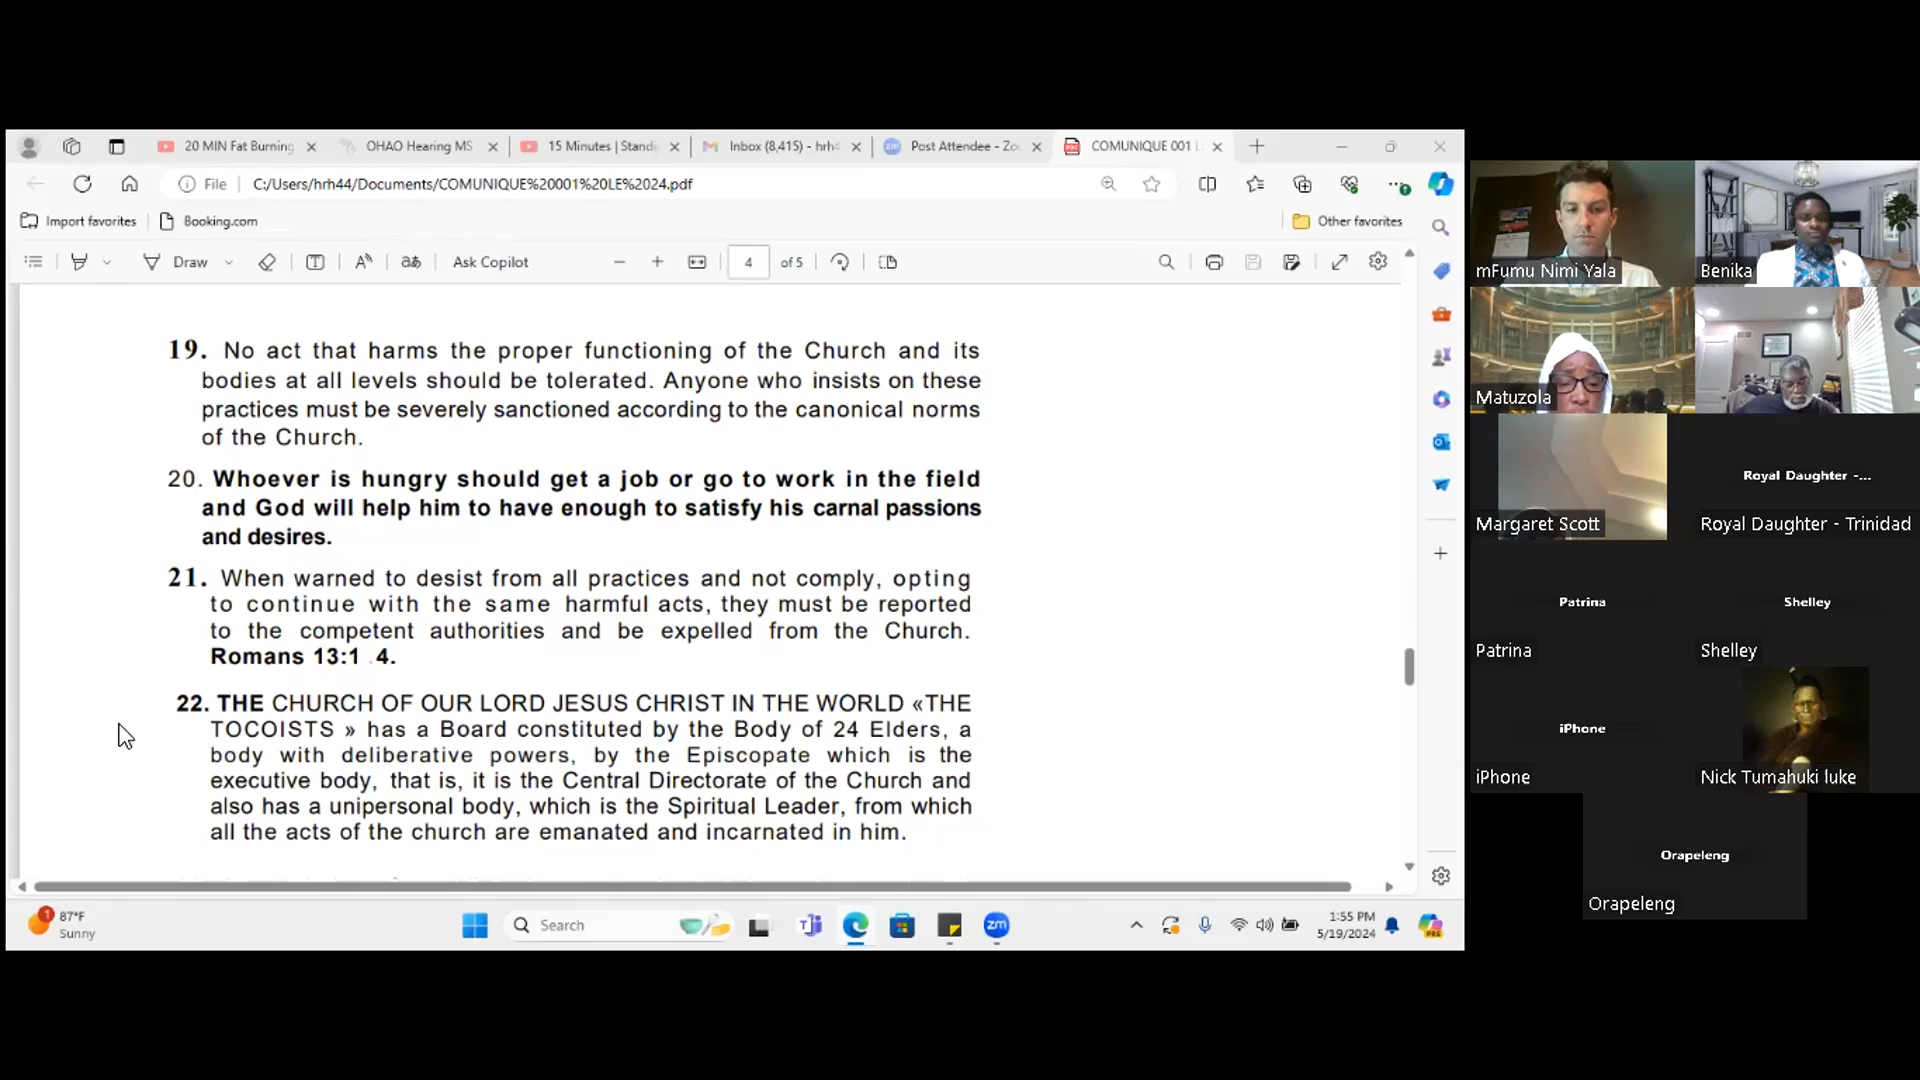 20 MIN Fat Burning
OHAO Hearing MS
15 Minutes | Stand
Inbox (8,415) - hrh4
Post Attendee - Zo
COMUNIQUE 001 L
File
C:/Users/hrh44/Documents/COMUNIQUE%20001%20LE%202024.pdf
Import favorites
Booking.com
Other favorites
Draw
Ask Copilot
4
of 5
19. No act that harms the proper functioning of the Church and its
bodies at all levels should be tolerated. Anyone who insists on these
practices must be severely sanctioned according to the canonical norms
of the Church.
20. Whoever is hungry should get a job or go to work in the field
and God will help him to have enough to satisfy his carnal passions
and desires.
21. When warned to desist from all practices and not comply, opting
to continue with the same harmful acts, they must be reported
to the competent authorities and be expelled from the Church.
Romans 13:1 4.
22. THE CHURCH OF OUR LORD JESUS CHRIST IN THE WORLD «THE
TOCOISTS » has a Board constituted by the Body of 24 Elders, a
body with deliberative powers, by the Episcopate which is the
executive body, that is, it is the Central Directorate of the Church and
also has a unipersonal body, which is the Spiritual Leader, from which
all the acts of the church are emanated and incarnated in him.
1
87°F
Sunny
Search
zm
1:55 PM
5/19/2024
PRE
mFumu Nimi Yala
Benika
Matuzola
Margaret Scott
Royal Daughter -...
Royal Daughter - Trinidad
Patrina
Patrina
Shelley
Shelley
iPhone
iPhone
Nick Tumahuki luke
Orapeleng
Orapeleng